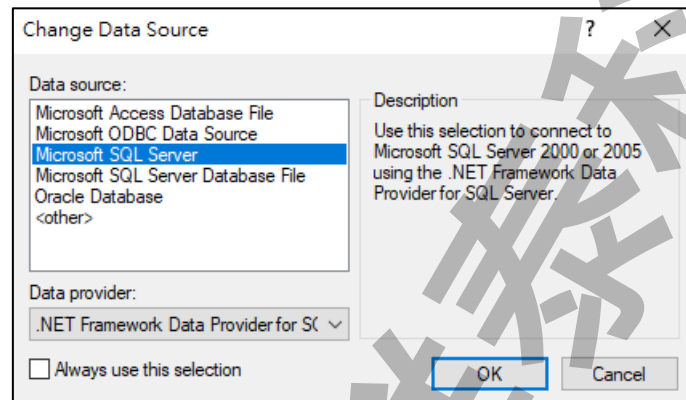 Change Data Source
?
Data source:
Microsoft Access Database File
Microsoft ODBC Data Source
Microsoft SQL Server
Microsoft SQL Server Database File
Oracle Database
<other>
Description
Use this selection to connect to
Microsoft SQL Server 2000 or 2005
using the .NET Framework Data
Provider for SQL Server.
Data provider:
.NET Framework Data Provider for S
Always use this selection
OK
Cancel